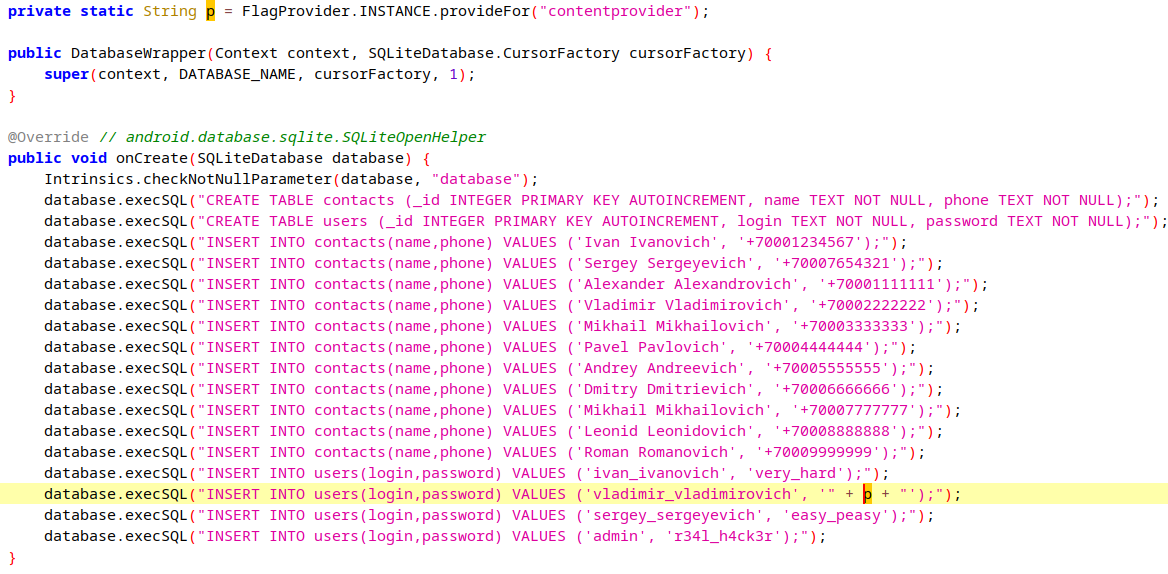 private static String p = FlagProvider.INSTANCE.provideFor("contentprovider");
public DatabaseWrapper(Context context, SQLiteDatabase.CursorFactory cursorFactory) {
super(context, DATABASE_NAME, cursorFactory, 1);
}
@Override // android.database.sqlite.SQLiteOpenHelper
public void onCreate(SQLiteDatabase database) {
Intrinsics.checkNotNullParameter(database, "database");
database.execSQL("CREATE TABLE contacts (_id INTEGER PRIMARY KEY AUTOINCREMENT, name TEXT NOT NULL, phone TEXT NOT NULL);");
database.execSQL("CREATE TABLE users (_id INTEGER PRIMARY KEY AUTOINCREMENT, login TEXT NOT NULL, password TEXT NOT NULL);");
database.execSQL("INSERT INTO contacts(name,phone) VALUES ('Ivan Ivanovich', '+70001234567');");
database.execSQL("INSERT INTO contacts(name,phone) VALUES ('Sergey Sergeyevich', '+70007654321');");
database.execSQL("INSERT INTO contacts(name,phone) VALUES ('Alexander Alexandrovich', '+70001111111');");
database.execSQL("INSERT INTO contacts(name,phone) VALUES ('Vladimir Vladimirovich', '+70002222222');");
database.execSQL("INSERT INTO contacts(name,phone) VALUES ('Mikhail Mikhailovich', '+70003333333');");
database.execSQL("INSERT INTO contacts(name,phone) VALUES ('Pavel Pavlovich', '+70004444444');");
database.execSQL("INSERT INTO contacts(name,phone) VALUES ('Andrey Andreevich', '+70005555555');");
database.execSQL("INSERT INTO contacts(name,phone) VALUES ('Dmitry Dmitrievich', '+70006666666');");
database.execSQL("INSERT INTO contacts(name,phone) VALUES ('Mikhail Mikhailovich', '+70007777777');");
database.execSQL("INSERT INTO contacts(name,phone) VALUES ('Leonid Leonidovich', '+70008888888');");
database.execSQL("INSERT INTO contacts(name,phone) VALUES ('Roman Romanovich', '+70009999999');");
database.execSQL("INSERT INTO users(login,password) VALUES ('ivan_ivanovich', 'very_hard');");
database.execSQL("INSERT INTO users(login,password) VALUES ('vladimir_vladimirovich', '" + p + "');");
database.execSQL("INSERT INTO users(login,password) VALUES ('sergey_sergeyevich', 'easy_peasy');");
database.execSQL("INSERT INTO users(login,password) VALUES ('admin', 'r34l_h4ck3r');");
}